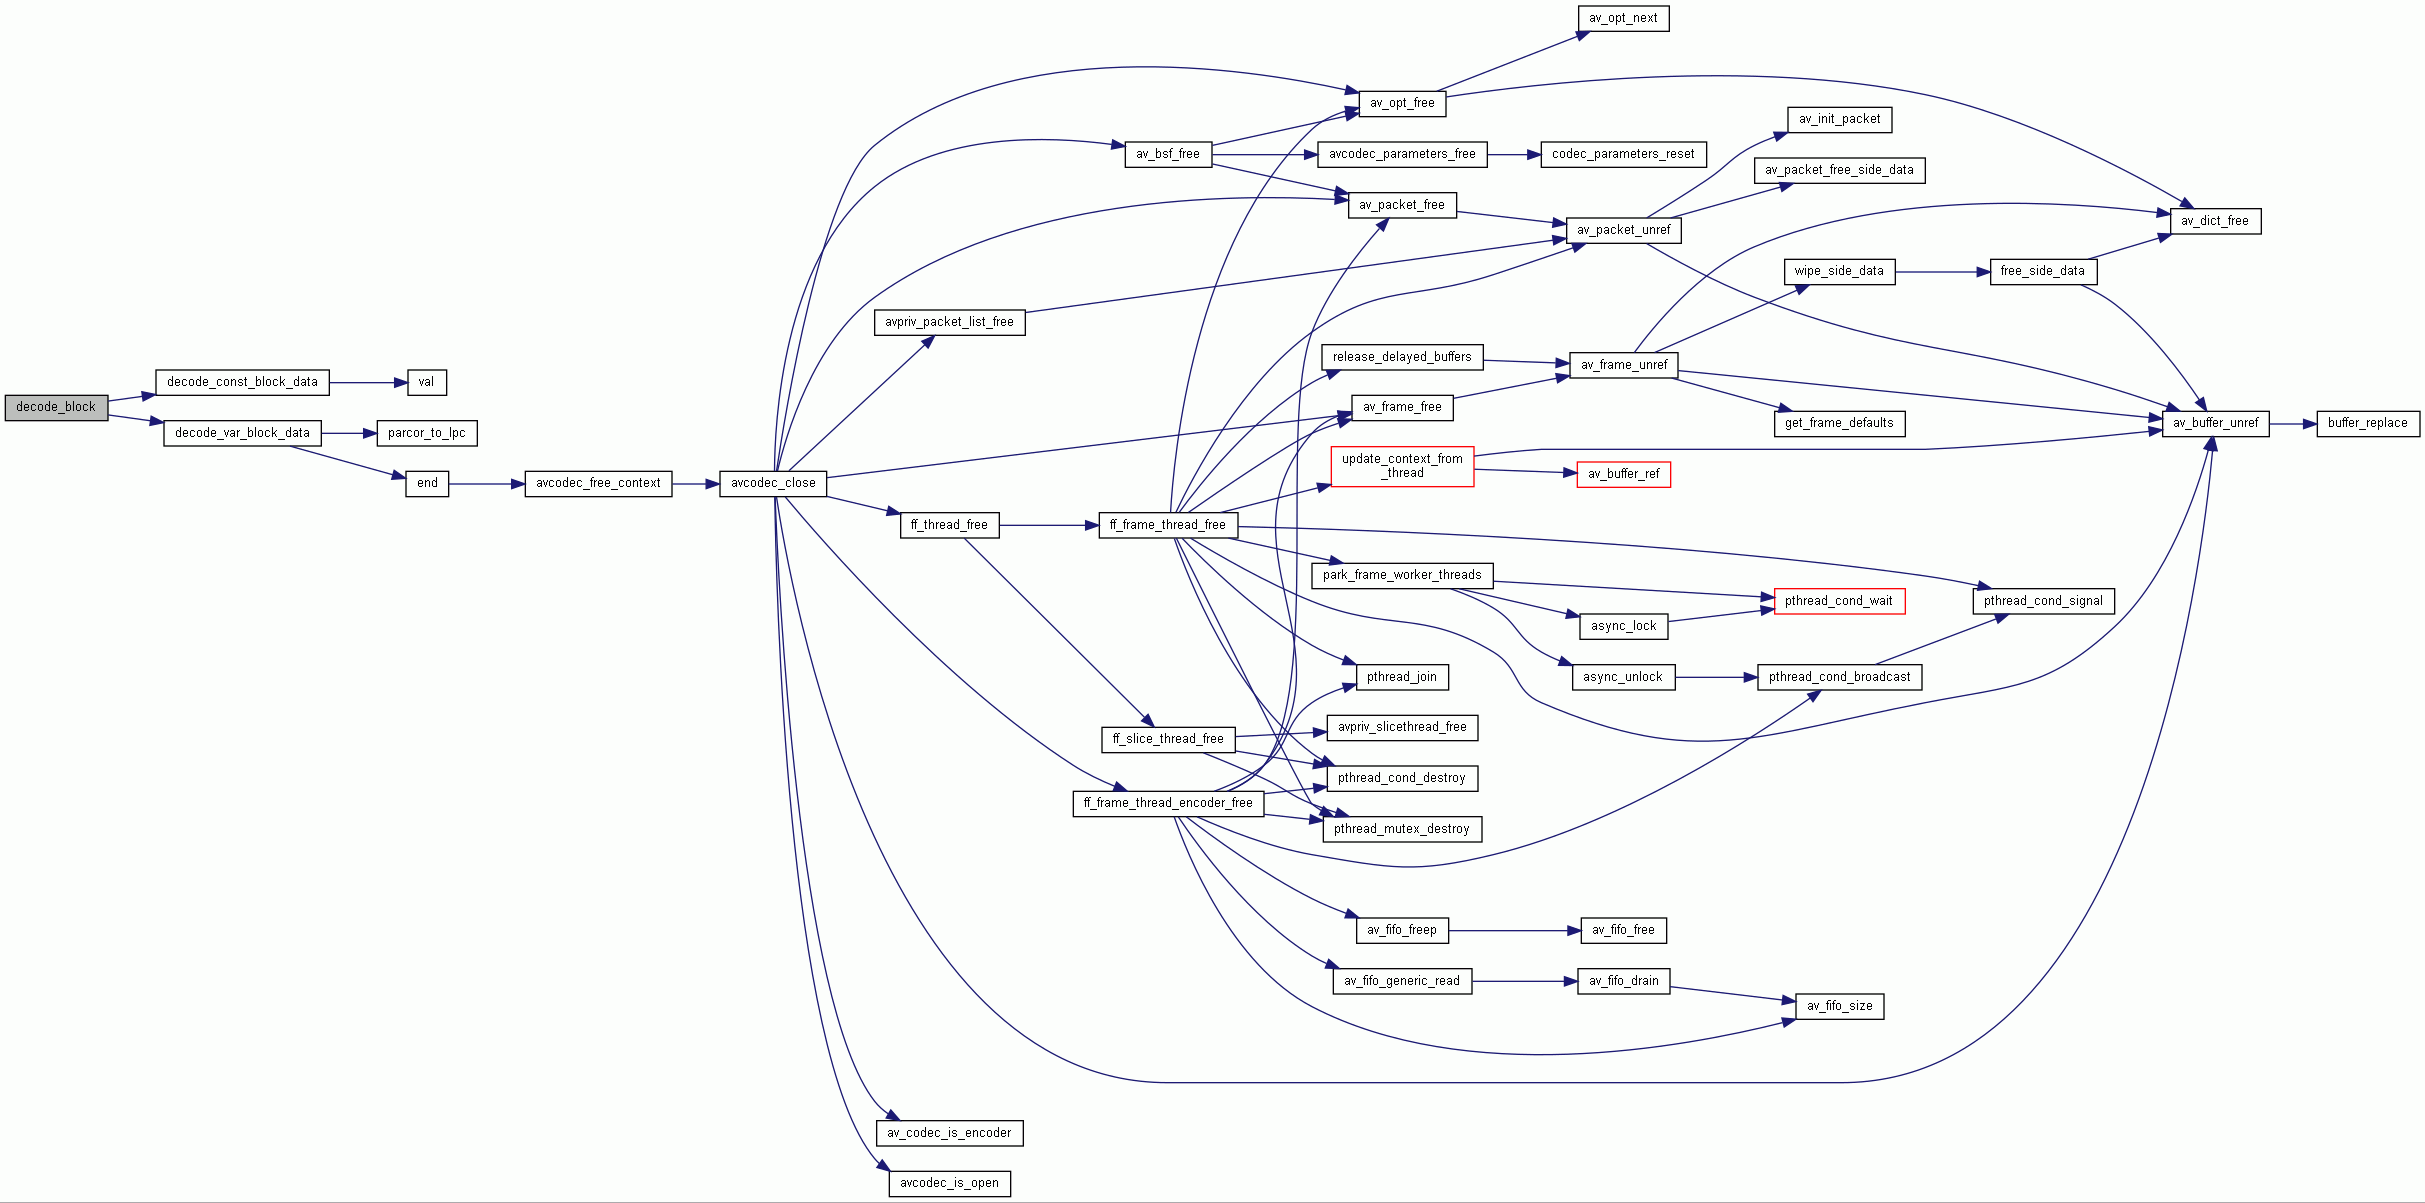 av_opt_next
av_opt_free
av_init_packet
av_bsf_free
avcodec_parameters_free
codec_parameters_reset
av_packet_free_side_data
av_packet_free
av_packet_unref
av_dict_free
wipe_side_data
free_side_data
avpriv_packet_list_free
release_delayed_buffers
av_frame_unref
decode_const_block_data
val
decode_block
av_frame_free
get_frame_defaults
av_buffer_unref
buffer_replace
decode_var_block_data
parcor_to_lpc
update_context_from
_thread
av_buffer_ref
end
avcodec_free_context
avcodec_close
ff_thread_free
ff_frame_thread_free
park_frame_worker_threads
pthread_cond_wait
pthread_cond_signal
async_lock
pthread_join
async_unlock
pthread_cond_broadcast
avpriv_slicethread_free
ff_slice_thread_free
pthread_cond_destroy
ff_frame_thread_encoder_free
pthread_mutex_destroy
av_fifo_freep
av_fifo_free
av_fifo_generic_read
av_fifo_drain
av_fifo_size
av_codec_is_encoder
avcodec_is_open